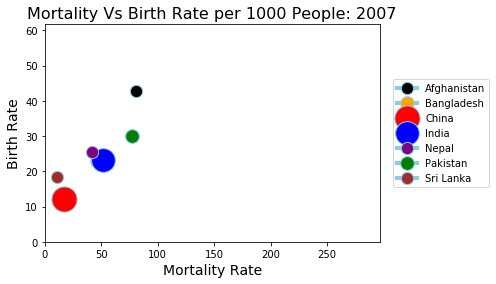 Mortality Vs Birth Rate per 1000 People: 2007
60
50
40
30
20
10
0
Birth Rate
0 50 100 150 200 250
Mortality Rate
Afghanistan
Bangladesh
China
India
Nepal
Pakistan
Sri Lanka